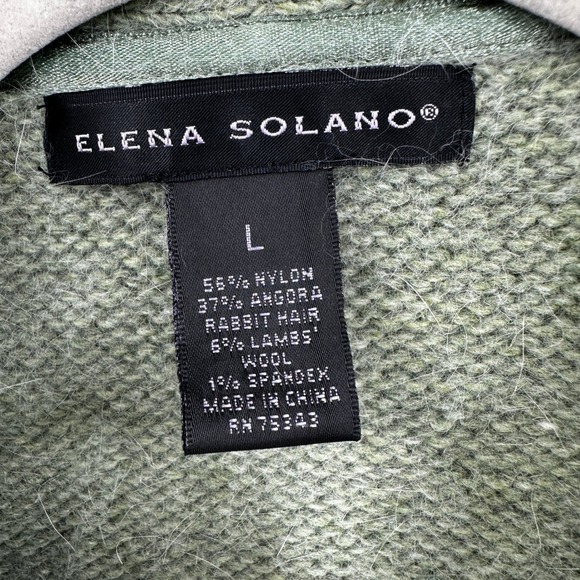 ELENA SOLANO®
L
56% NYLON
37% ANGORA
RABBIT HAIR
6% LAMBS'
WOOL
1% SPANDEX
MADE IN CHINA
RN 75343